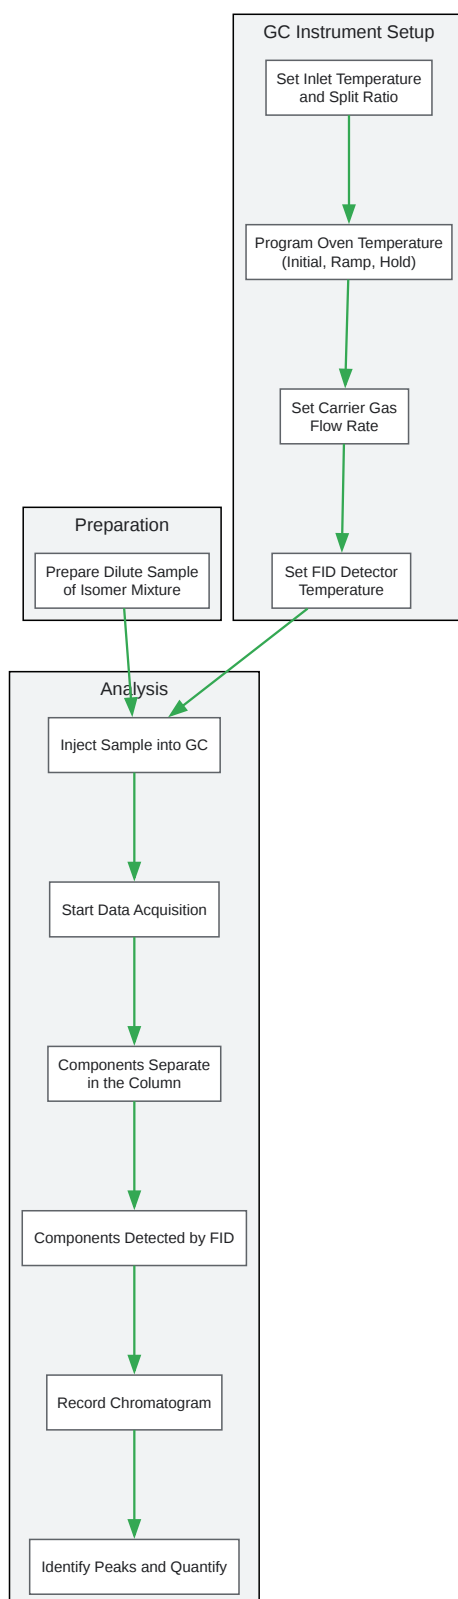 GC Instrument Setup
Set Inlet Temperature
and Split Ratio
Program Oven Temperature
(Initial, Ramp, Hold)
Set Carrier Gas
Flow Rate
Set FID Detector
Temperature
Preparation
Prepare Dilute Sample
of Isomer Mixture
Analysis
Inject Sample into GC
Start Data Acquisition
Components Separate
in the Column
Components Detected by FID
Record Chromatogram
Identify Peaks and Quantify